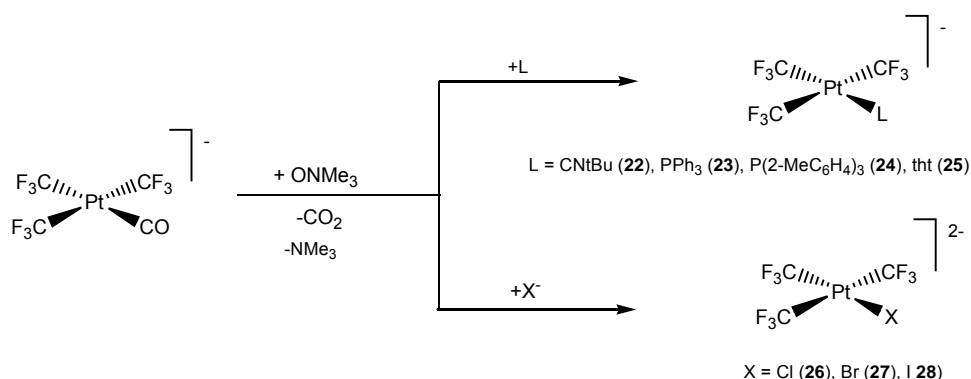 +L
-
F₃C CF₃
Pt
F₃C L
L = CNtBu (22), PPh₃ (23), P(2-MeC₆H₄)₃ (24), tht (25)
-
F₃C CF₃
Pt
F₃C CO
+ ONMe₃
-CO₂
-NMe₃
+X⁻
2-
F₃C CF₃
Pt
F₃C X
X = Cl (26), Br (27), I 28)